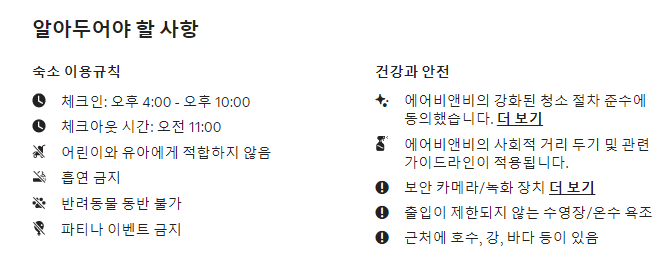 알아두어야 할 사항
숙소 이용규칙
체크인: 오후 4:00 - 오후 10:00
체크아웃 시간: 오전 11:00
어린이와 유아에게 적합하지 않음
흡연 금지
반려동물 동반 불가
파티나 이벤트 금지
건강과 안전
에어비앤비의 강화된 청소 절차 준수에
동의했습니다. 더 보기
에어비앤비의 사회적 거리 두기 및 관련
가이드라인이 적용됩니다.
보안 카메라/녹화 장치 더 보기
출입이 제한되지 않는 수영장/온수 욕조
근처에 호수, 강, 바다 등이 있음